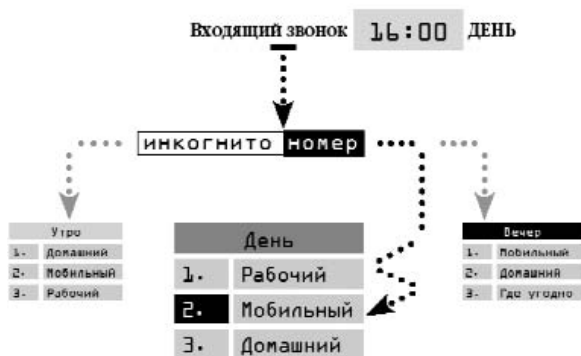 Входящий звонок 16:00 ДЕНЬ
инкогнито номер
Утро
1. Домашний
2. Мобильный
3. Рабочий
День
1. Рабочий
2. Мобильный
3. Домашний
Вечер
1. Мобильный
2. Домашний
3. Где угодно